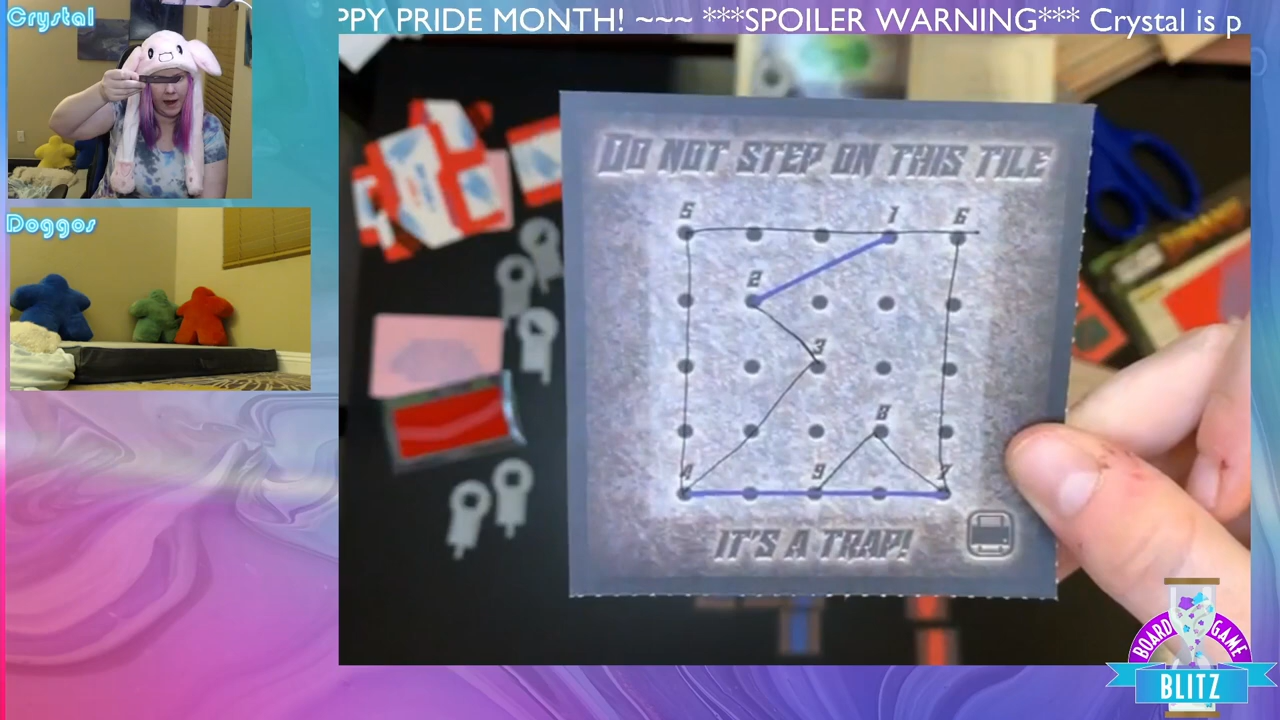 Crystal
PPY PRIDE MONTH! ~~~ ***SPOILER WARNING*** Crystal is p
Doggos
DO NOT STEP ON THIS TILE
5 1 6
2
3
8
4 9 7
IT'S A TRAP!
BOARD GAME
BLITZ